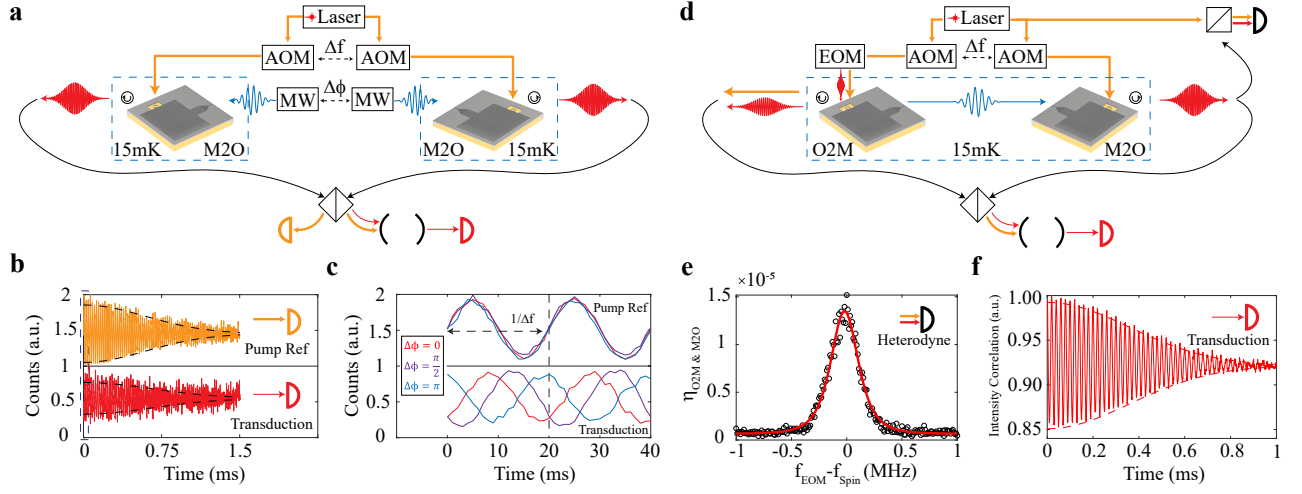 a
Laser
AOM
Δf
AOM
MW
Δϕ
MW
15mK
M2O
M2O
15mK
d
Laser
EOM
AOM
Δf
AOM
O2M
15mK
M2O
b
Counts (a.u.)
2
1.5
1
0.5
0
Pump Ref
Transduction
0
0.75
1.5
Time (ms)
c
Counts (a.u.)
2
1.5
1
0.5
0
Pump Ref
1/Δf
Δϕ = 0
Δϕ = π/2
Δϕ = π
Transduction
0
10
20
30
40
Time (ms)
e
×10⁻⁵
η O2M & M2O
1.5
1.0
0.5
0
Heterodyne
-1
-0.5
0
0.5
1
f_EOM-f_Spin (MHz)
f
Intensity Correlation (a.u.)
1.00
0.95
0.90
0.85
Transduction
0
0.2
0.4
0.6
0.8
1
Time (ms)